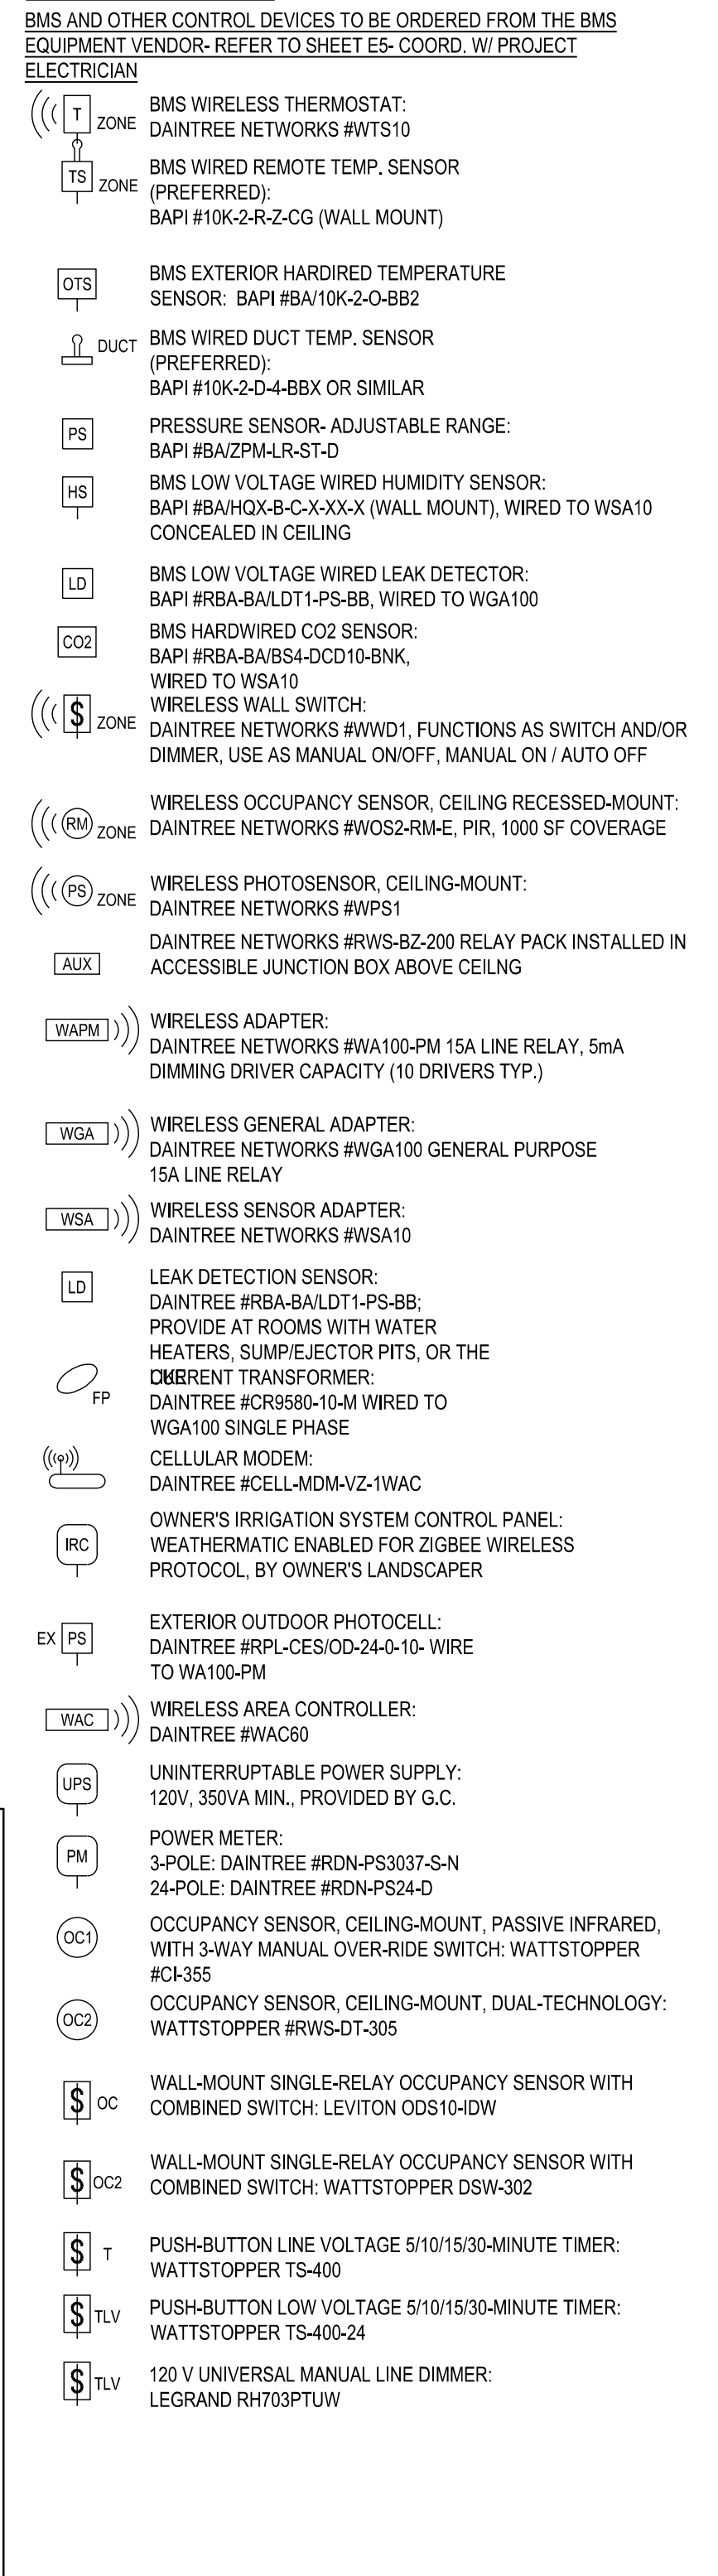 BMS AND OTHER CONTROL DEVICES TO BE ORDERED FROM THE BMS
EQUIPMENT VENDOR- REFER TO SHEET E5- COORD. W/ PROJECT
ELECTRICIAN
T ZONE BMS WIRELESS THERMOSTAT:
DAINTREE NETWORKS #WTS10
TS ZONE BMS WIRED REMOTE TEMP. SENSOR
(PREFERRED):
BAPI #10K-2-R-Z-CG (WALL MOUNT)
OTS BMS EXTERIOR HARDIRED TEMPERATURE
SENSOR: BAPI #BA/10K-2-O-BB2
DUCT BMS WIRED DUCT TEMP. SENSOR
(PREFERRED):
BAPI #10K-2-D-4-BBX OR SIMILAR
PS PRESSURE SENSOR- ADJUSTABLE RANGE:
BAPI #BA/ZPM-LR-ST-D
HS BMS LOW VOLTAGE WIRED HUMIDITY SENSOR:
BAPI #BA/HQX-B-C-X-XX-X (WALL MOUNT), WIRED TO WSA10
CONCEALED IN CEILING
LD BMS LOW VOLTAGE WIRED LEAK DETECTOR:
BAPI #RBA-BA/LDT1-PS-BB, WIRED TO WGA100
CO2 BMS HARDWIRED CO2 SENSOR:
BAPI #RBA-BA/BS4-DCD10-BNK,
WIRED TO WSA10
$ ZONE WIRELESS WALL SWITCH:
DAINTREE NETWORKS #WWD1, FUNCTIONS AS SWITCH AND/OR
DIMMER, USE AS MANUAL ON/OFF, MANUAL ON / AUTO OFF
RM ZONE WIRELESS OCCUPANCY SENSOR, CEILING RECESSED-MOUNT:
DAINTREE NETWORKS #WOS2-RM-E, PIR, 1000 SF COVERAGE
PS ZONE WIRELESS PHOTOSENSOR, CEILING-MOUNT:
DAINTREE NETWORKS #WPS1
AUX DAINTREE NETWORKS #RWS-BZ-200 RELAY PACK INSTALLED IN
ACCESSIBLE JUNCTION BOX ABOVE CEILNG
WAPM WIRELESS ADAPTER:
DAINTREE NETWORKS #WA100-PM 15A LINE RELAY, 5mA
DIMMING DRIVER CAPACITY (10 DRIVERS TYP.)
WGA WIRELESS GENERAL ADAPTER:
DAINTREE NETWORKS #WGA100 GENERAL PURPOSE
15A LINE RELAY
WSA WIRELESS SENSOR ADAPTER:
DAINTREE NETWORKS #WSA10
LD LEAK DETECTION SENSOR:
DAINTREE #RBA-BA/LDT1-PS-BB;
PROVIDE AT ROOMS WITH WATER
HEATERS, SUMP/EJECTOR PITS, OR THE
LIKE
FP CURRENT TRANSFORMER:
DAINTREE #CR9580-10-M WIRED TO
WGA100 SINGLE PHASE
CELLULAR MODEM:
DAINTREE #CELL-MDM-VZ-1WAC
IRC OWNER'S IRRIGATION SYSTEM CONTROL PANEL:
WEATHERMATIC ENABLED FOR ZIGBEE WIRELESS
PROTOCOL, BY OWNER'S LANDSCAPER
EX PS EXTERIOR OUTDOOR PHOTOCELL:
DAINTREE #RPL-CES/OD-24-0-10- WIRE
TO WA100-PM
WAC WIRELESS AREA CONTROLLER:
DAINTREE #WAC60
UPS UNINTERRUPTABLE POWER SUPPLY:
120V, 350VA MIN., PROVIDED BY G.C.
PM POWER METER:
3-POLE: DAINTREE #RDN-PS3037-S-N
24-POLE: DAINTREE #RDN-PS24-D
OC1 OCCUPANCY SENSOR, CEILING-MOUNT, PASSIVE INFRARED,
WITH 3-WAY MANUAL OVER-RIDE SWITCH: WATTSTOPPER
#CI-355
OC2 OCCUPANCY SENSOR, CEILING-MOUNT, DUAL-TECHNOLOGY:
WATTSTOPPER #RWS-DT-305
$ OC WALL-MOUNT SINGLE-RELAY OCCUPANCY SENSOR WITH
COMBINED SWITCH: LEVITON ODS10-IDW
$ OC2 WALL-MOUNT SINGLE-RELAY OCCUPANCY SENSOR WITH
COMBINED SWITCH: WATTSTOPPER DSW-302
$ T PUSH-BUTTON LINE VOLTAGE 5/10/15/30-MINUTE TIMER:
WATTSTOPPER TS-400
$ TLV PUSH-BUTTON LOW VOLTAGE 5/10/15/30-MINUTE TIMER:
WATTSTOPPER TS-400-24
$ TLV 120 V UNIVERSAL MANUAL LINE DIMMER:
LEGRAND RH703PTUW